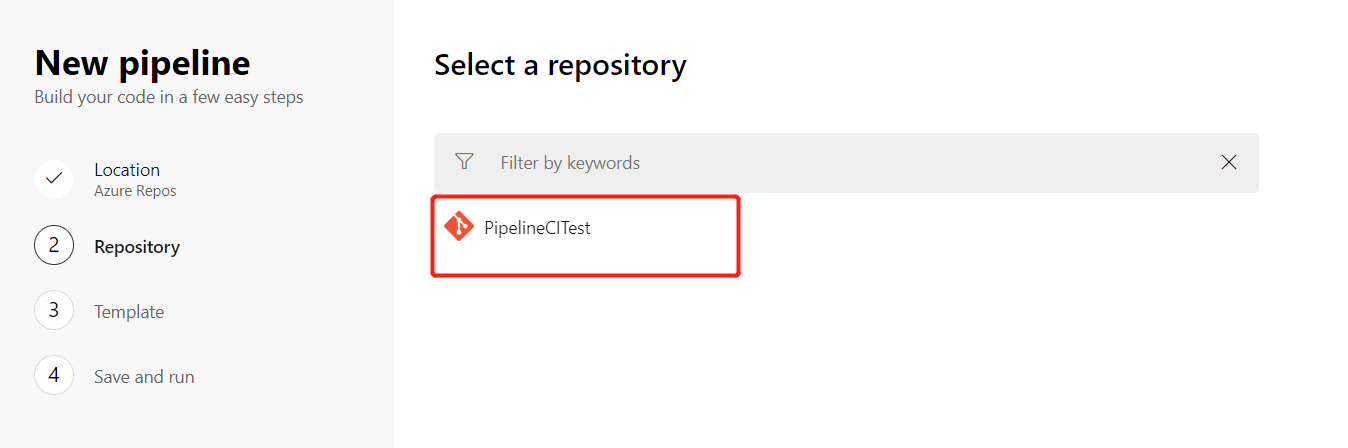 New pipeline
Build your code in a few easy steps
Location
Azure Repos
2
Repository
3
Template
4
Save and run
Select a repository
Filter by keywords
PipelineCITest